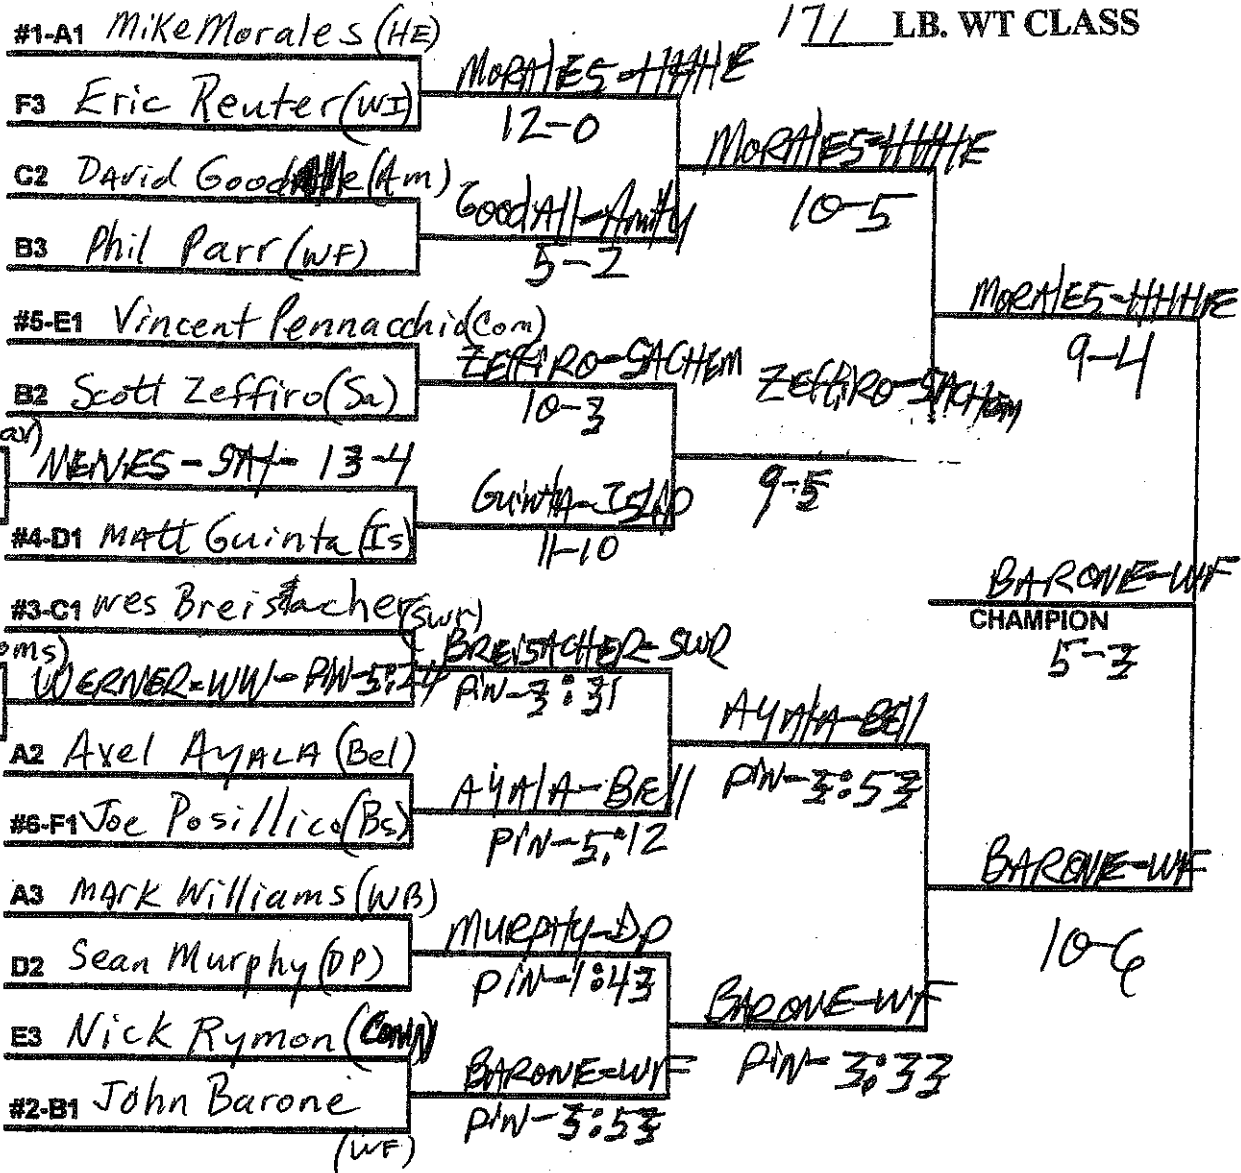 171 LB. WT CLASS
#1-A1 Mike Morales (HE)
MORALES-HHHE
F3 Eric Reuter (WI)
12-0
MORALES-HHHE
C2 David (Am)
GoodAll-Amity
10-5
B3 Phil Parr (WF)
5-2
MORALES-HHHE
#5-E1 Vincent Pennacchio (Com)
ZEFFIRO-SACHEM
9-4
B2 Scott Zeffiro (Sa)
10-3
ZEFFIRO-SACHEM
NENES-SAY- 13-4
Guinta-ISLIP
9-5
#4-D1 Matt Guinta (Is)
11-10
BARONE-WF
#3-C1 Wes Breisacher (SWR)
CHAMPION
BREISACHER-SWR
5-3
WERNER-WW-PIN-5:24
PIN-3:31
AYALA-BEll
A2 Axel AYALA (Bel)
AYALA-BEll
PIN-3:53
#6-F1 Joe Posillico (Bs)
PIN-5:12
BARONE-WF
A3 Mark Williams (WB)
MURPHY-DP
10-6
D2 Sean Murphy (DP)
PIN-1:43
BARONE-WF
E3 Nick Rymon
BARONE-WF
PIN-3:33
#2-B1 John Barone
PIN-3:53
(WF)